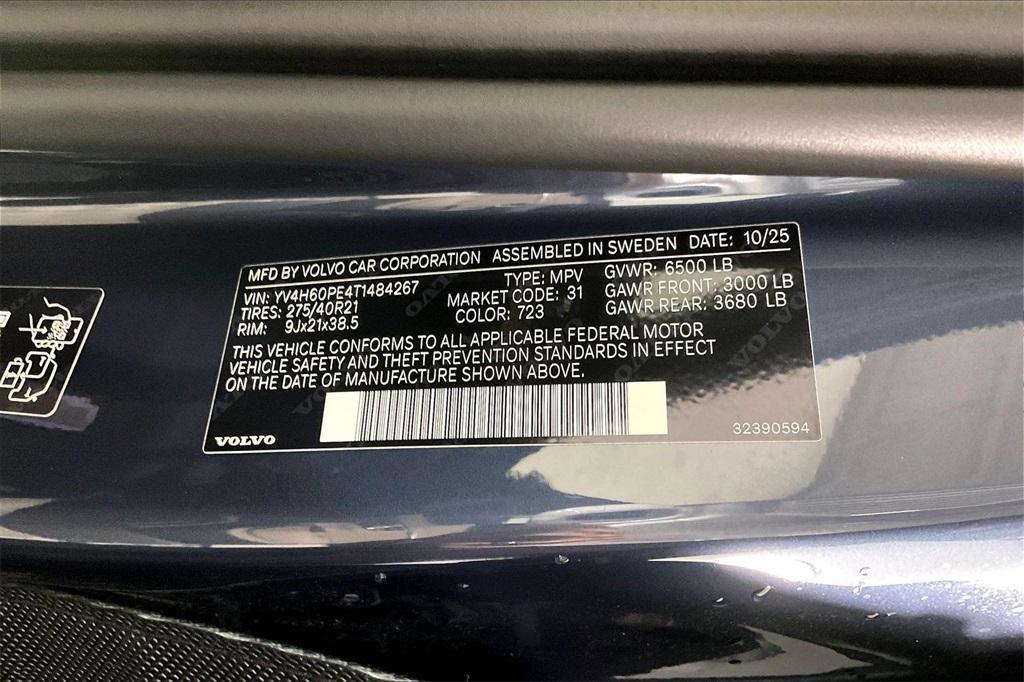 MFD BY VOLVO CAR CORPORATION ASSEMBLED IN SWEDEN DATE: 10/25
VIN: YV4H60PE4T1484267 TYPE: MPV GVWR: 6500 LB
TIRES: 275/40R21 MARKET CODE: 31 GAWR FRONT: 3000 LB
RIM: 9Jx21x38.5 COLOR: 723 GAWR REAR: 3680 LB
THIS VEHICLE CONFORMS TO ALL APPLICABLE FEDERAL MOTOR
VEHICLE SAFETY AND THEFT PREVENTION STANDARDS IN EFFECT
ON THE DATE OF MANUFACTURE SHOWN ABOVE.
VOLVO 32390594